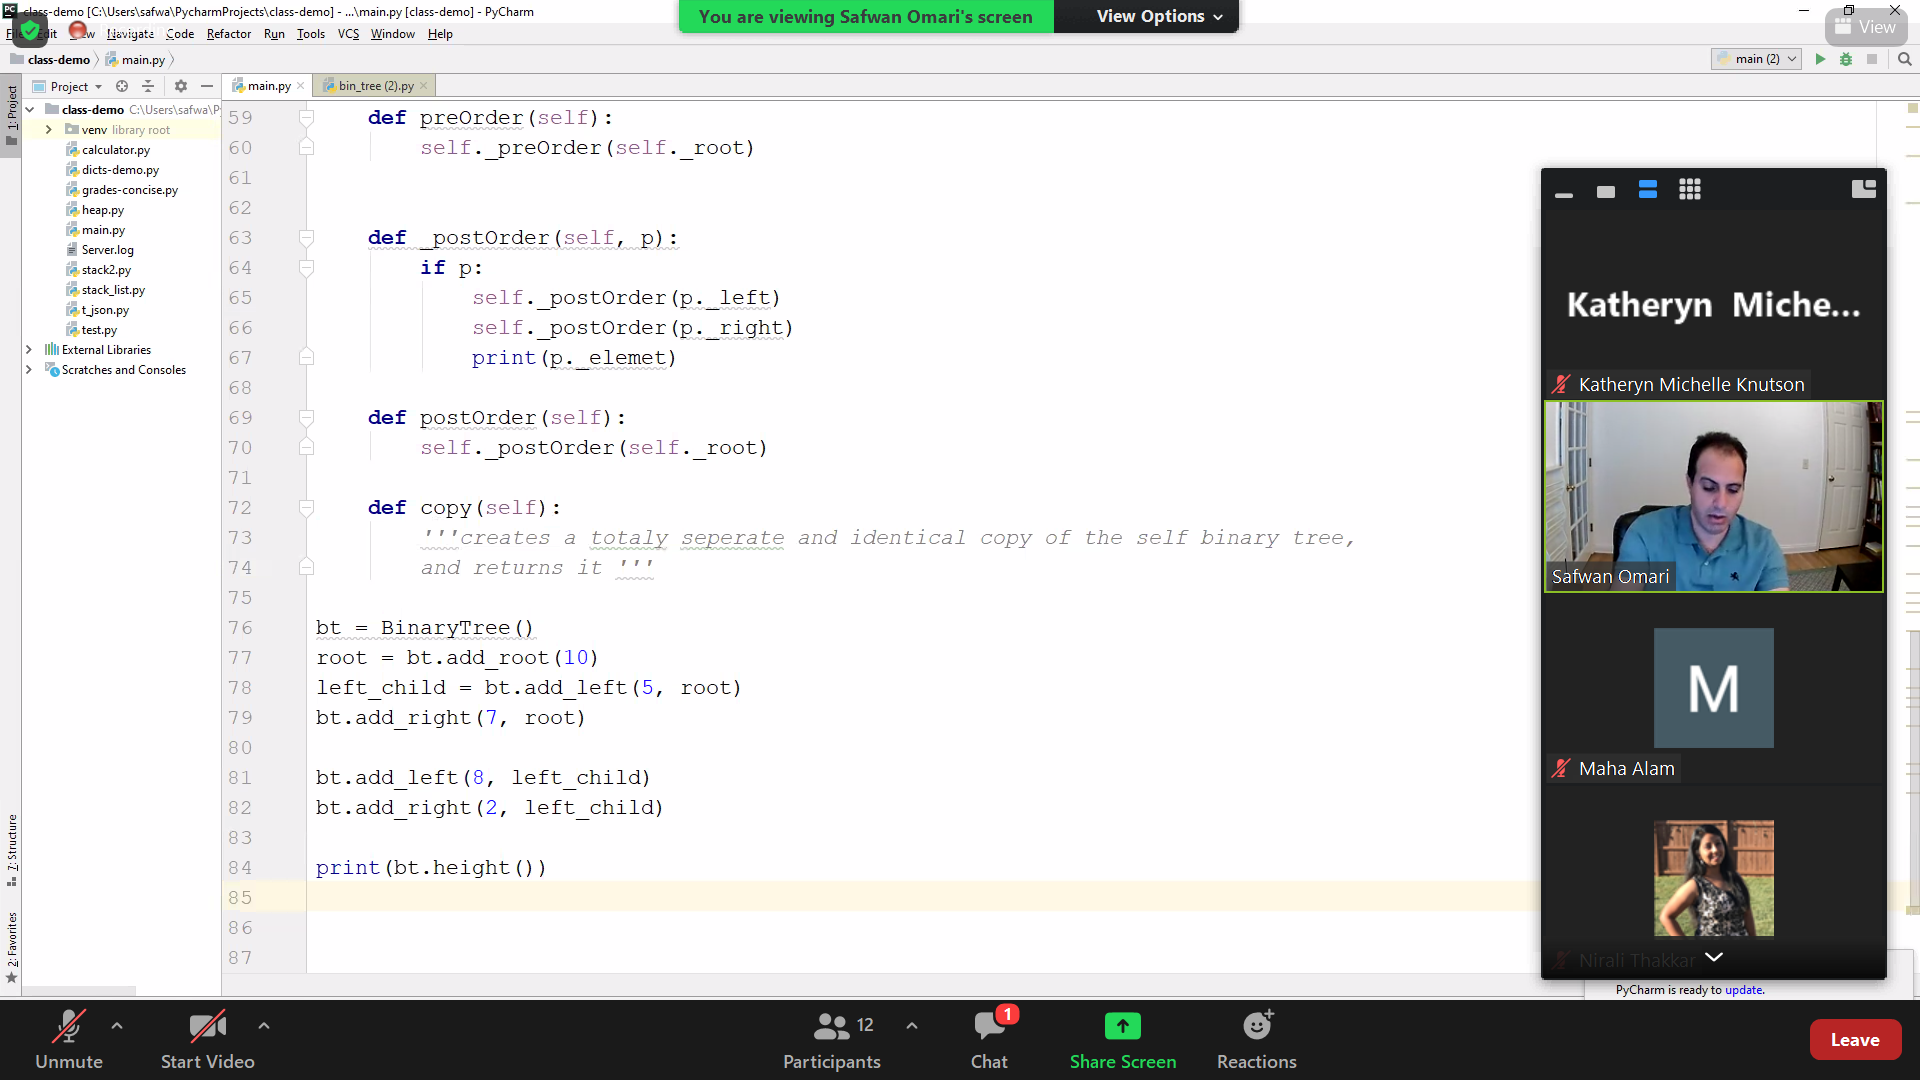 class-demo [C:\Users\safwa\PycharmProjects\class-demo] - ...\main.py [class-demo] - PyCharm
You are viewing Safwan Omari's screen
View Options
View
Navigate Code Refactor Run Tools VCS Window Help
class-demo main.py
main (2)
1: Project
Project
main.py
bin_tree (2).py
class-demo C:\Users\safwa\P
venv library root
calculator.py
dicts-demo.py
grades-concise.py
heap.py
main.py
Server.log
stack2.py
stack_list.py
t_json.py
test.py
External Libraries
Scratches and Consoles
7: Structure
2: Favorites
59 def preOrder(self):
60 self._preOrder(self._root)
61
62
63 def _postOrder(self, p):
64 if p:
65 self._postOrder(p._left)
66 self._postOrder(p._right)
67 print(p._elemet)
68
69 def postOrder(self):
70 self._postOrder(self._root)
71
72 def copy(self):
73 '''creates a totaly seperate and identical copy of the self binary tree,
74 and returns it '''
75
76 bt = BinaryTree()
77 root = bt.add_root(10)
78 left_child = bt.add_left(5, root)
79 bt.add_right(7, root)
80
81 bt.add_left(8, left_child)
82 bt.add_right(2, left_child)
83
84 print(bt.height())
85
86
87
Katheryn Miche...
Katheryn Michelle Knutson
Safwan Omari
M
Maha Alam
Nirali Thakkar
PyCharm is ready to update.
Unmute
Start Video
12
Participants
1
Chat
Share Screen
Reactions
Leave